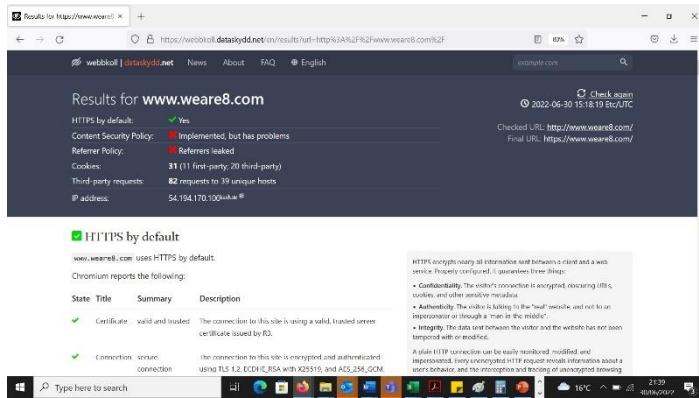 Results for https://www.weare8
https://webbkoll.dataskydd.net/en/results?url=http%3A%2F%2Fwww.weare8.com%2F
87%
webbkoll | dataskydd.net News About FAQ English
example.com
Results for www.weare8.com
Check again
2022-06-30 15:18:19 Etc/UTC
HTTPS by default: Yes
Content Security Policy: Implemented, but has problems
Checked URL: http://www.weare8.com/
Referrer Policy: Referrers leaked
Final URL: https://www.weare8.com/
Cookies: 31 (11 first-party; 20 third-party)
Third-party requests: 82 requests to 39 unique hosts
IP address: 54.194.170.100
HTTPS by default
www.weare8.com uses HTTPS by default.
Chromium reports the following:
State Title Summary Description
Certificate valid and trusted The connection to this site is using a valid, trusted server
certificate issued by R3.
Connection secure The connection to this site is encrypted and authenticated
connection using TLS 1.2, ECDHE_RSA with X25519, and AES_256_GCM.
HTTPS encrypts nearly all information sent between a client and a web
service. Properly configured, it guarantees three things:
• Confidentiality. The visitor's connection is encrypted, obscuring URLs,
cookies, and other sensitive metadata.
• Authenticity. The visitor is talking to the "real" website, and not to an
impersonator or through a "man in the middle".
• Integrity. The data sent between the visitor and the website has not been
tampered with or modified.
A plain HTTP connection can be easily monitored, modified, and
impersonated. Every unencrypted HTTP request reveals information about a
user's behavior, and the interception and tracking of unencrypted browsing
Type here to search
16°C
21:39
30/06/2022